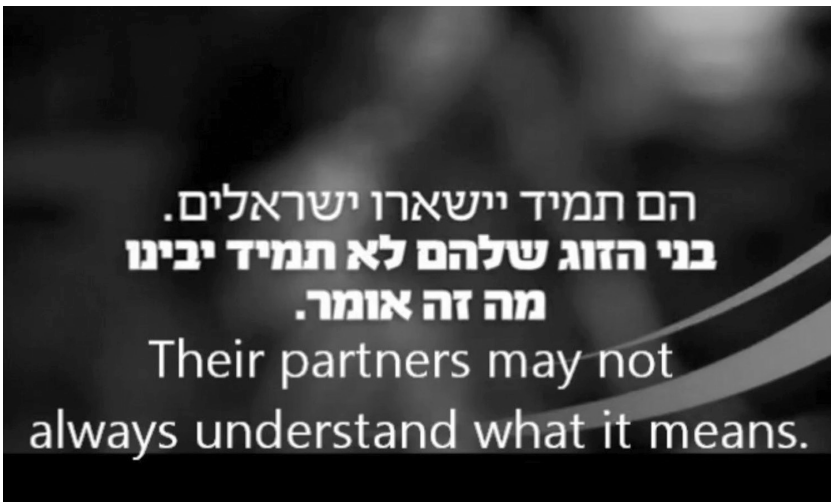 הם תמיד יישארו ישראלים.
בני הזוג שלהם לא תמיד יבינו
מה זה אומר.
Their partners may not
always understand what it means.